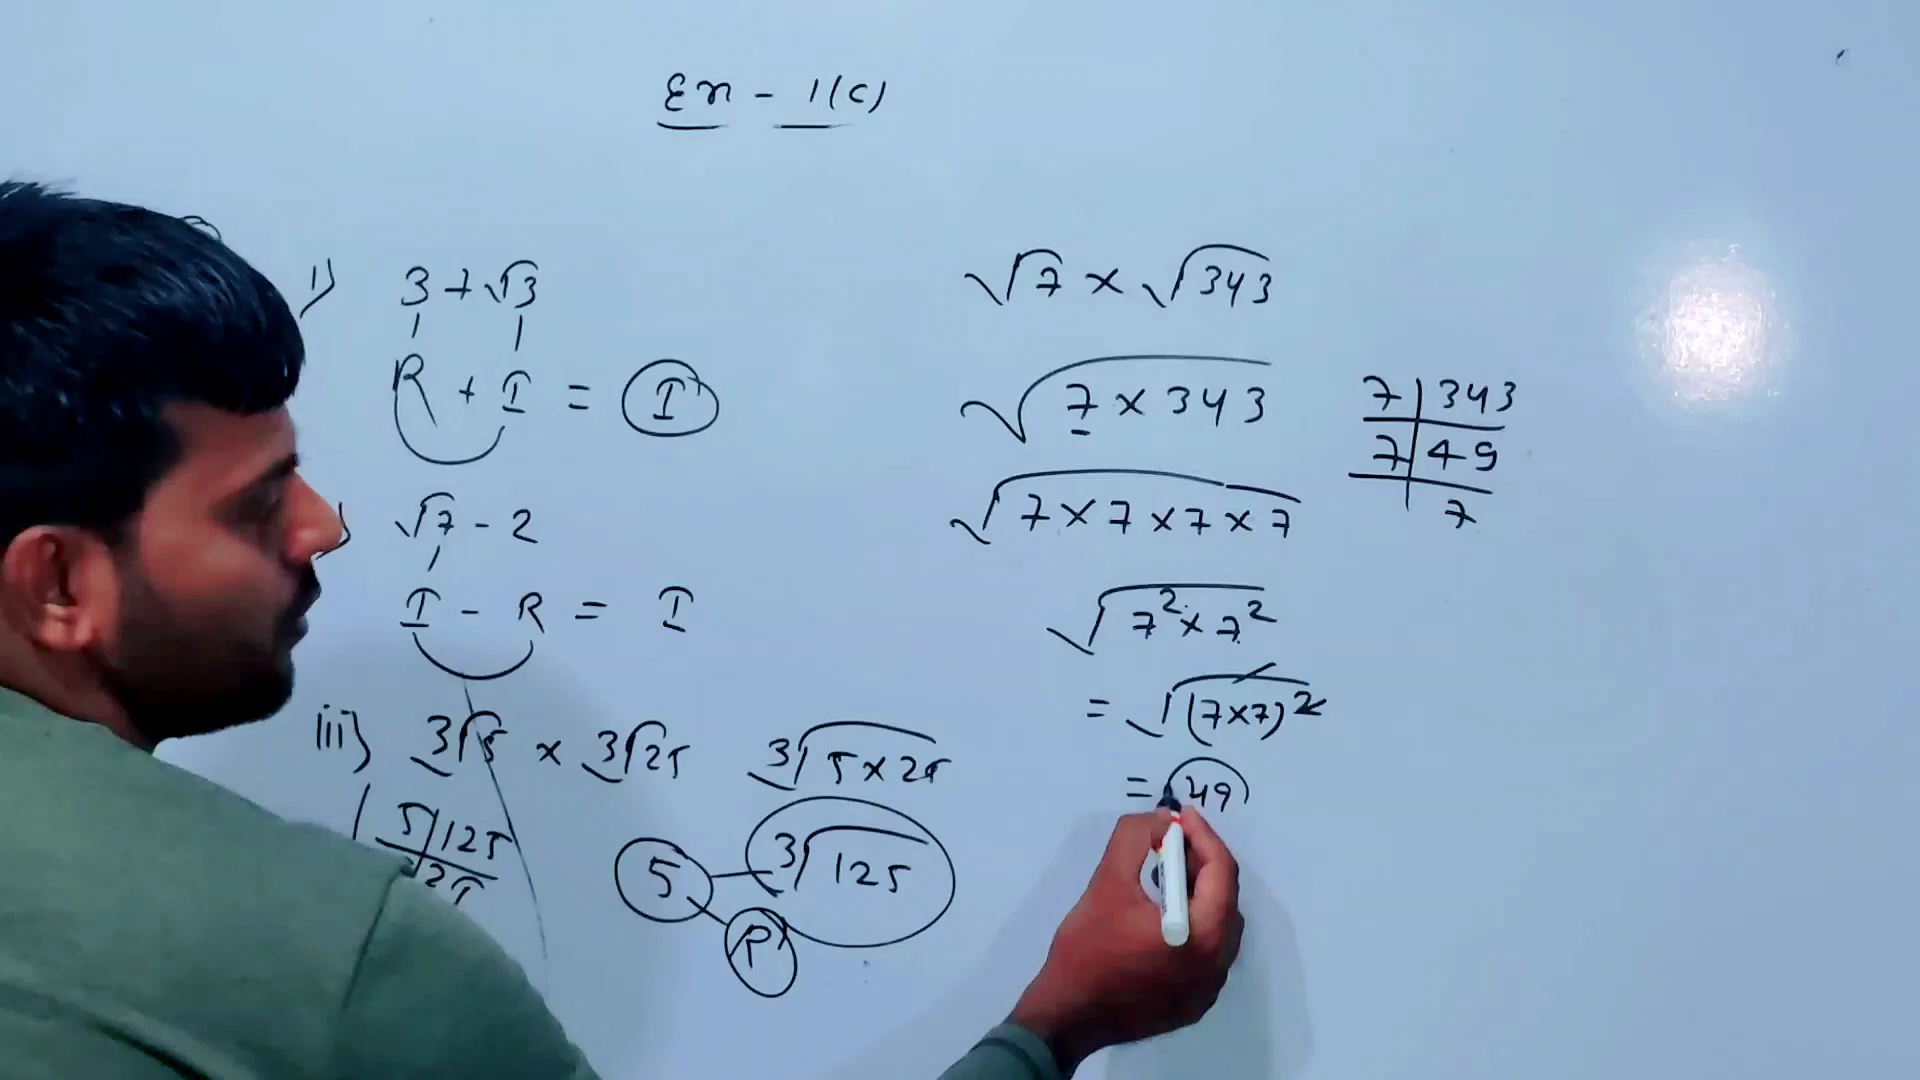 Ex - 1(c)
i) 3 + √3
R + I = I
) √7 - 2
I - R = I
iii) 3√5 × 3√25 3√5×25
5|125
25
5 3√125
R
√7 × √343
√7 × 343
√7 × 7 × 7 × 7
√7² × 7²
= √(7×7)²
= 49
7|343
7|49
7